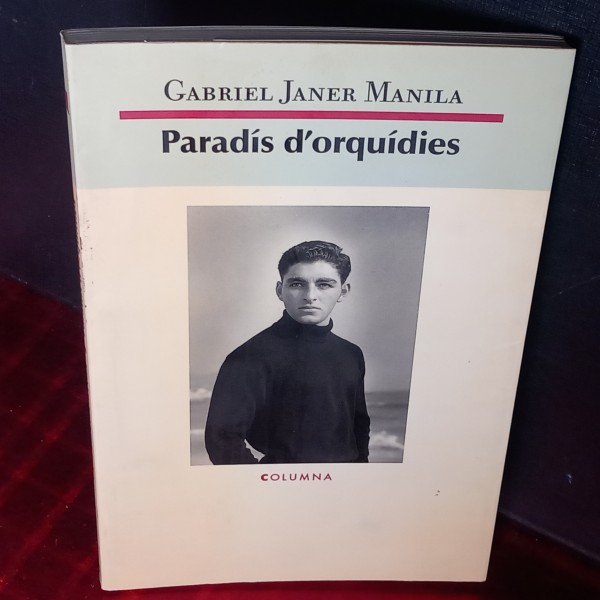 GABRIEL JANER MANILA
Paradís d'orquídies
COLUMNA